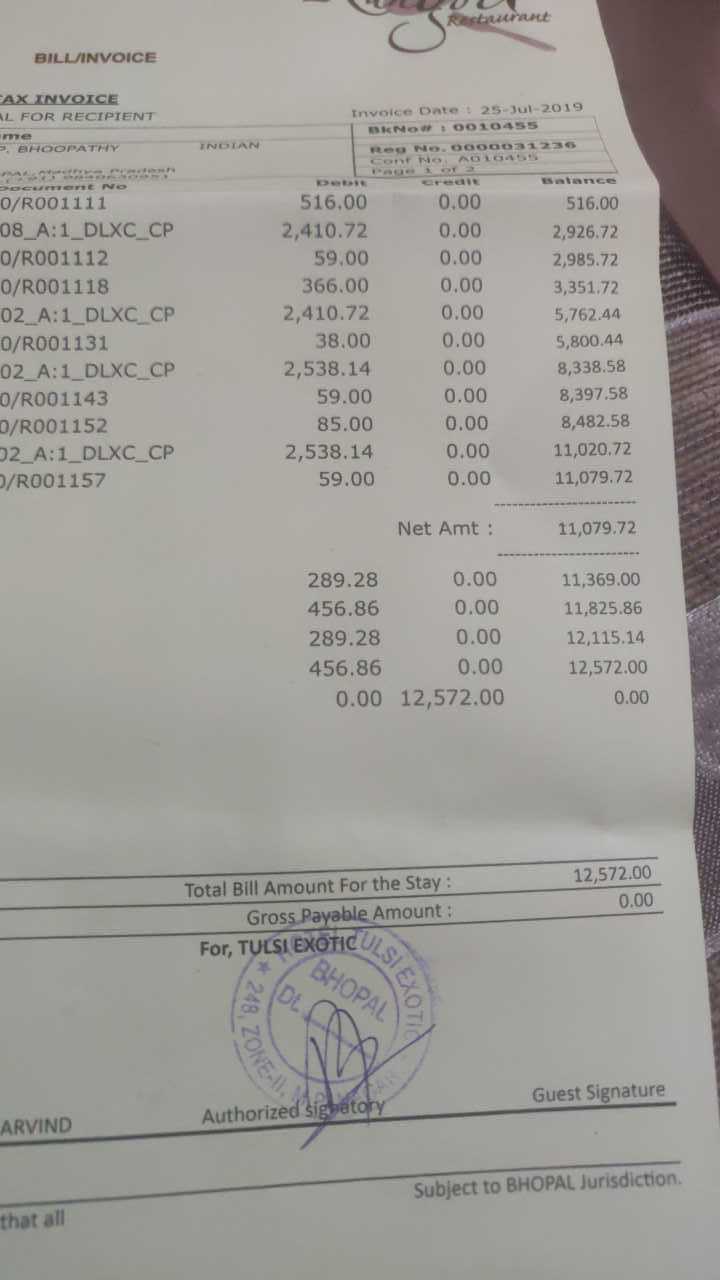 Restaurant
BILL/INVOICE
TAX INVOICE
AL FOR RECIPIENT
Invoice Date : 25-Jul-2019
me
BkNo# : 0010455
P. BHOOPATHY INDIAN
Reg No. 0000031236
Conf No. A010455
PAL, Madhya Pradesh
Page 1 of 2
Document No Debit Credit Balance
0/R001111 516.00 0.00 516.00
08_A:1_DLXC_CP 2,410.72 0.00 2,926.72
0/R001112 59.00 0.00 2,985.72
0/R001118 366.00 0.00 3,351.72
02_A:1_DLXC_CP 2,410.72 0.00 5,762.44
0/R001131 38.00 0.00 5,800.44
02_A:1_DLXC_CP 2,538.14 0.00 8,338.58
0/R001143 59.00 0.00 8,397.58
0/R001152 85.00 0.00 8,482.58
02_A:1_DLXC_CP 2,538.14 0.00 11,020.72
0/R001157 59.00 0.00 11,079.72
Net Amt : 11,079.72
289.28 0.00 11,369.00
456.86 0.00 11,825.86
289.28 0.00 12,115.14
456.86 0.00 12,572.00
0.00 12,572.00 0.00
Total Bill Amount For the Stay : 12,572.00
Gross Payable Amount : 0.00
For, TULSI EXOTIC
HOTEL TULSI EXOTIC
BHOPAL
Dt.
248, ZONE-II,
ARVIND Authorized signatory Guest Signature
Subject to BHOPAL Jurisdiction.
that all